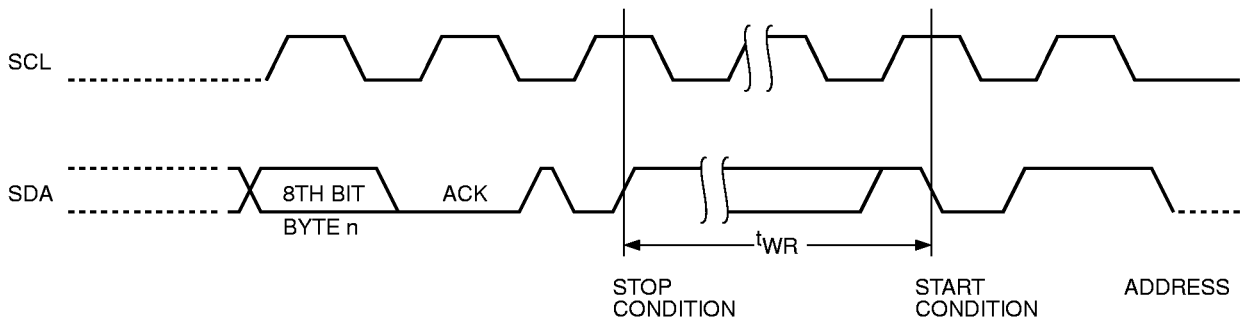 SCL
SDA
8TH BIT
ACK
BYTE n
tWR
STOP
CONDITION
START
CONDITION
ADDRESS